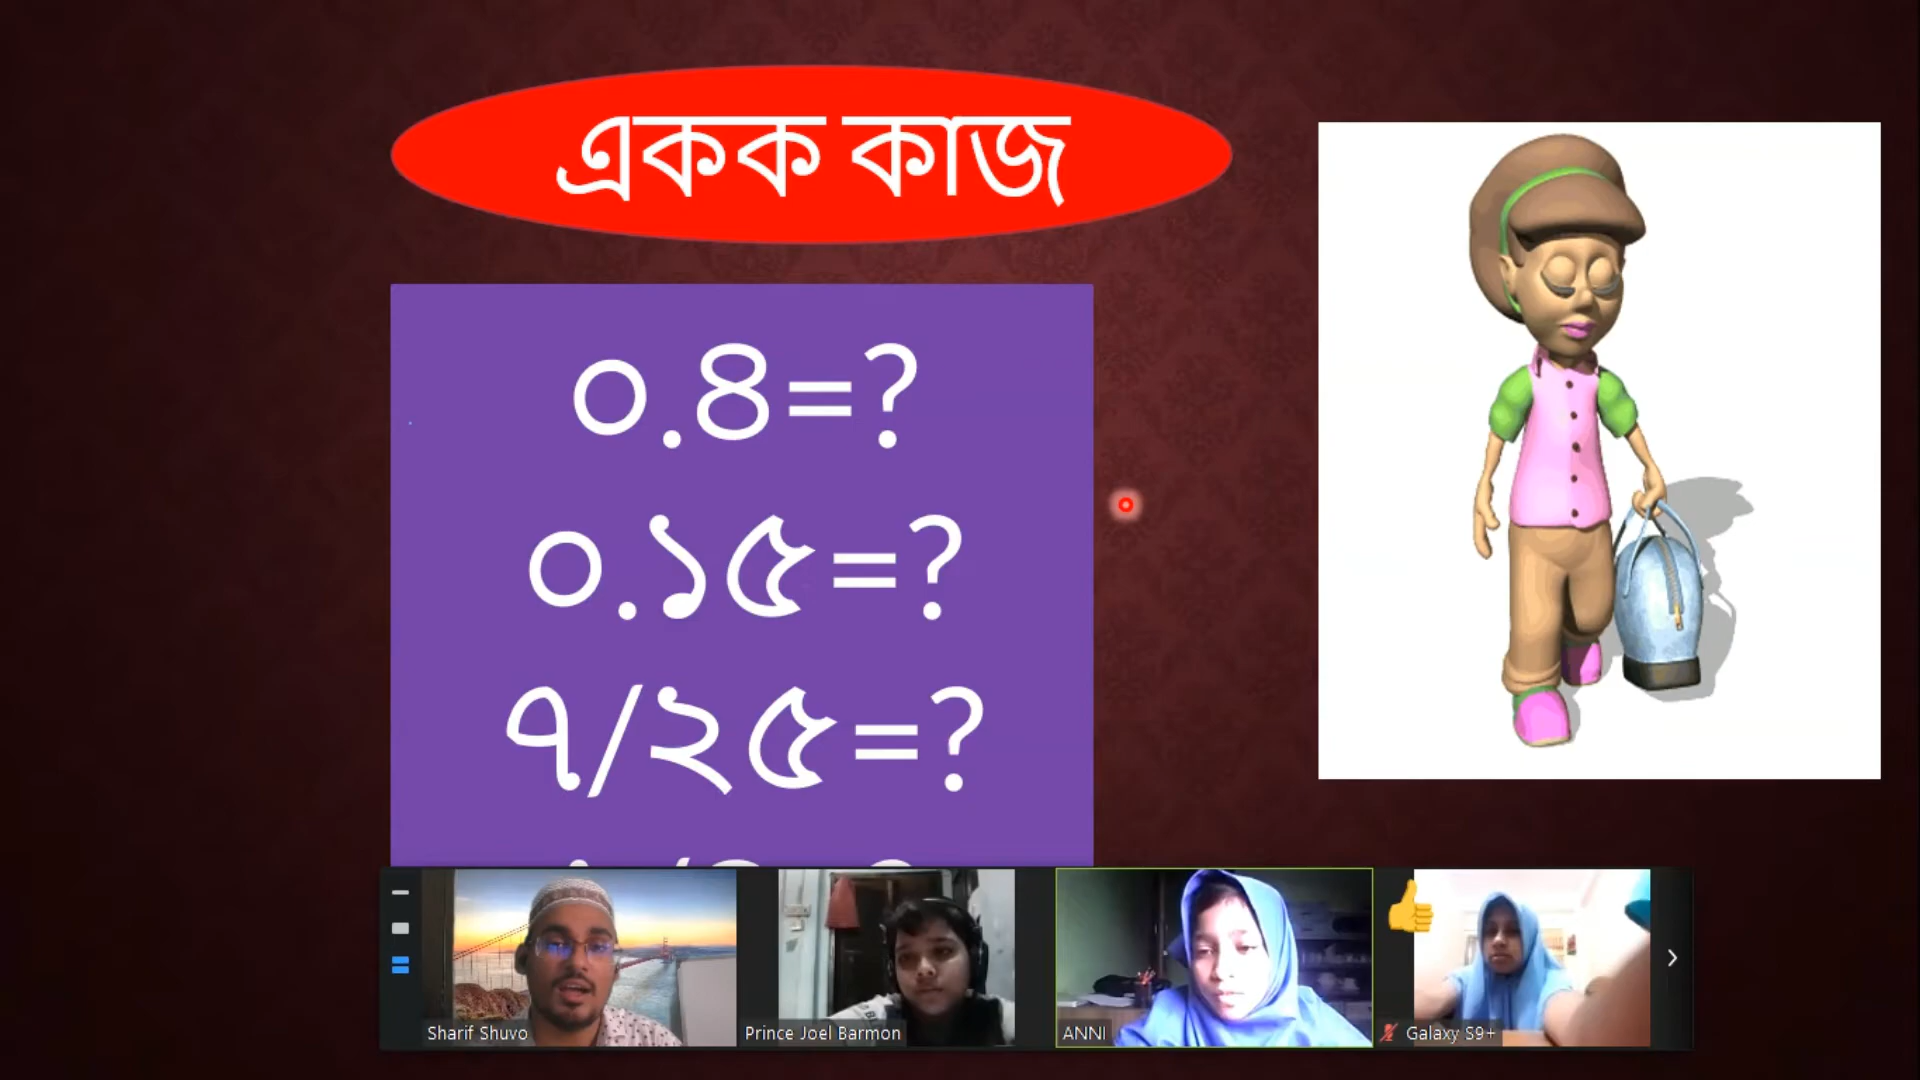 একক কাজ
০.৪=?
০.১৫=?
৭/২৫=?
Sharif Shuvo
Prince Joel Barmon
ANNI
Galaxy S9+